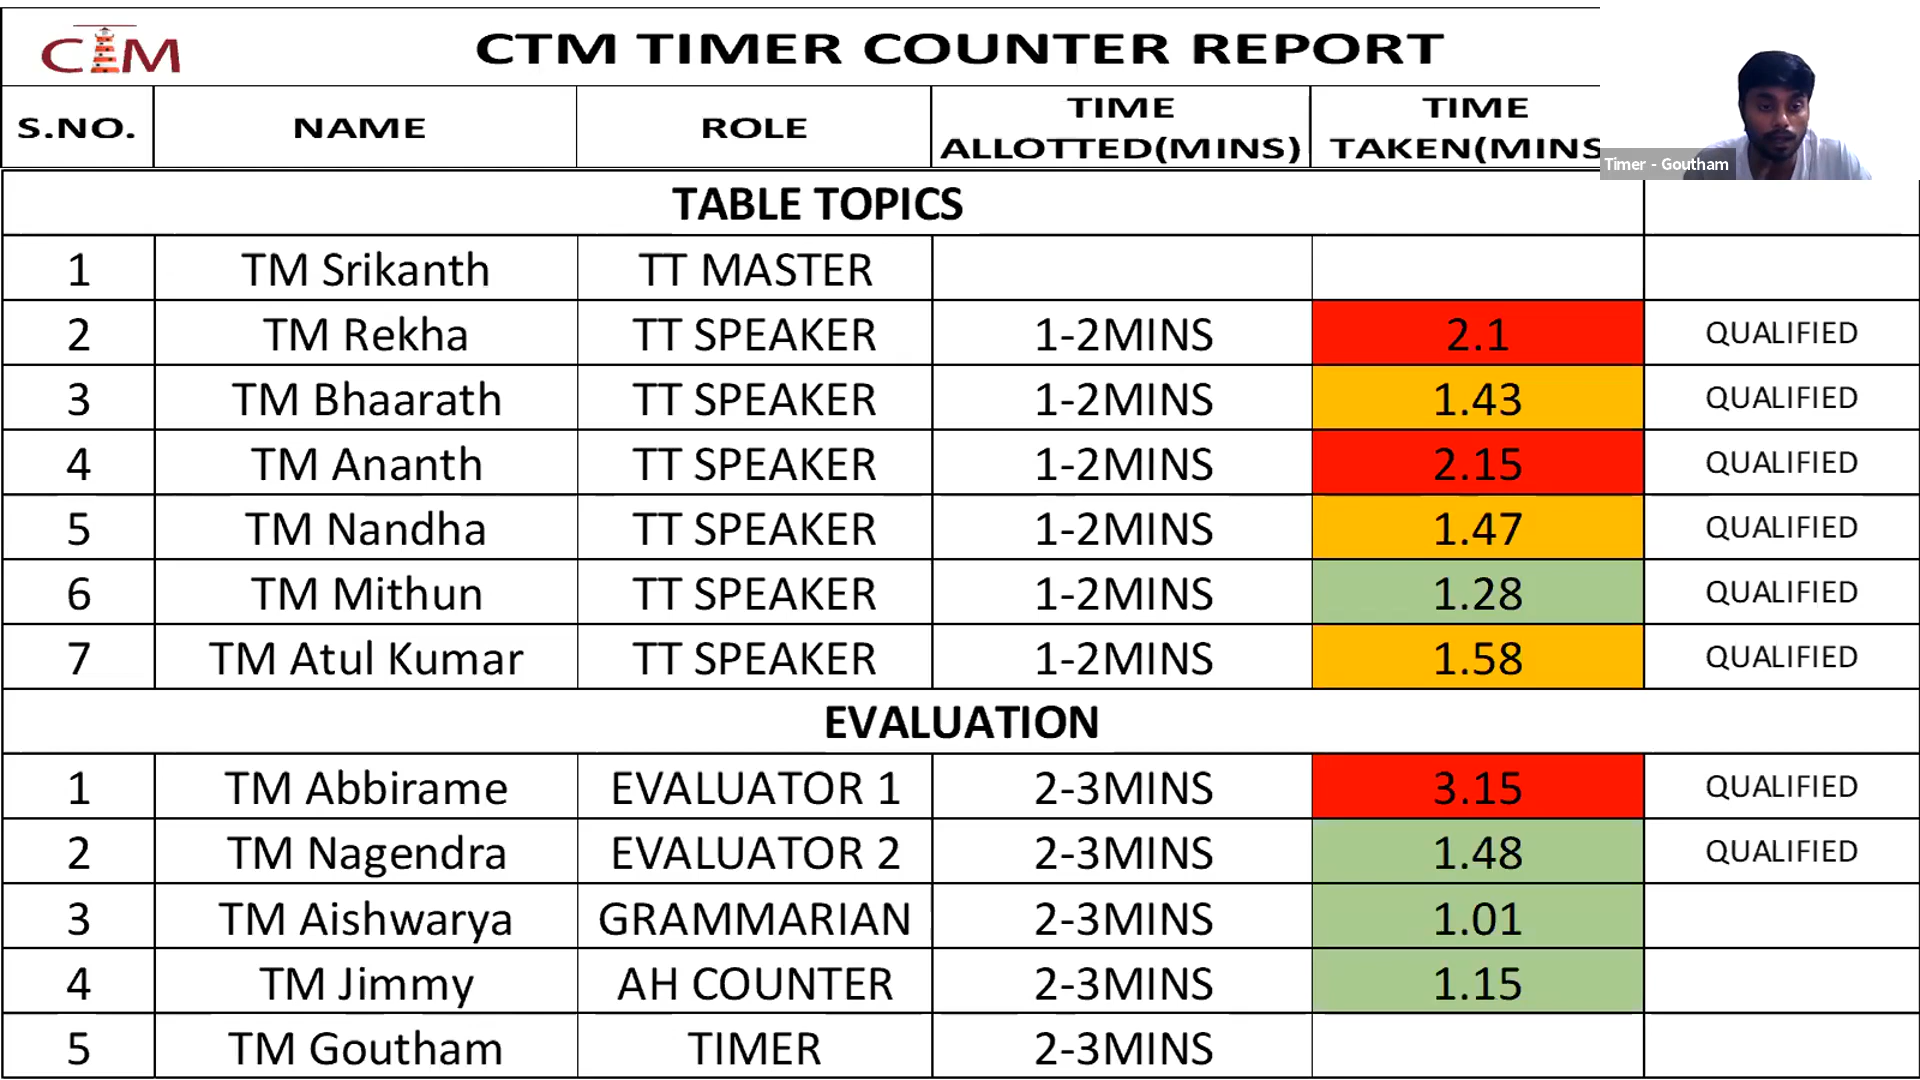 CTM
CTM TIMER COUNTER REPORT
S.NO. NAME ROLE TIME ALLOTTED(MINS) TIME TAKEN(MINS
Timer - Goutham
TABLE TOPICS
1 TM Srikanth TT MASTER
2 TM Rekha TT SPEAKER 1-2MINS 2.1 QUALIFIED
3 TM Bhaarath TT SPEAKER 1-2MINS 1.43 QUALIFIED
4 TM Ananth TT SPEAKER 1-2MINS 2.15 QUALIFIED
5 TM Nandha TT SPEAKER 1-2MINS 1.47 QUALIFIED
6 TM Mithun TT SPEAKER 1-2MINS 1.28 QUALIFIED
7 TM Atul Kumar TT SPEAKER 1-2MINS 1.58 QUALIFIED
EVALUATION
1 TM Abbirame EVALUATOR 1 2-3MINS 3.15 QUALIFIED
2 TM Nagendra EVALUATOR 2 2-3MINS 1.48 QUALIFIED
3 TM Aishwarya GRAMMARIAN 2-3MINS 1.01
4 TM Jimmy AH COUNTER 2-3MINS 1.15
5 TM Goutham TIMER 2-3MINS